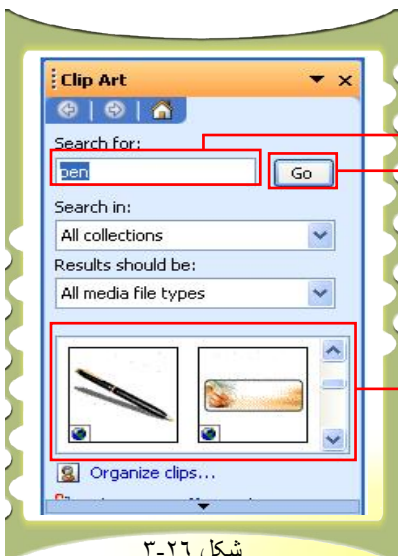 Clip Art
Search for:
pen
Go
Search in:
All collections
Results should be:
All media file types
Organize clips...
شكل ٢٦-٣